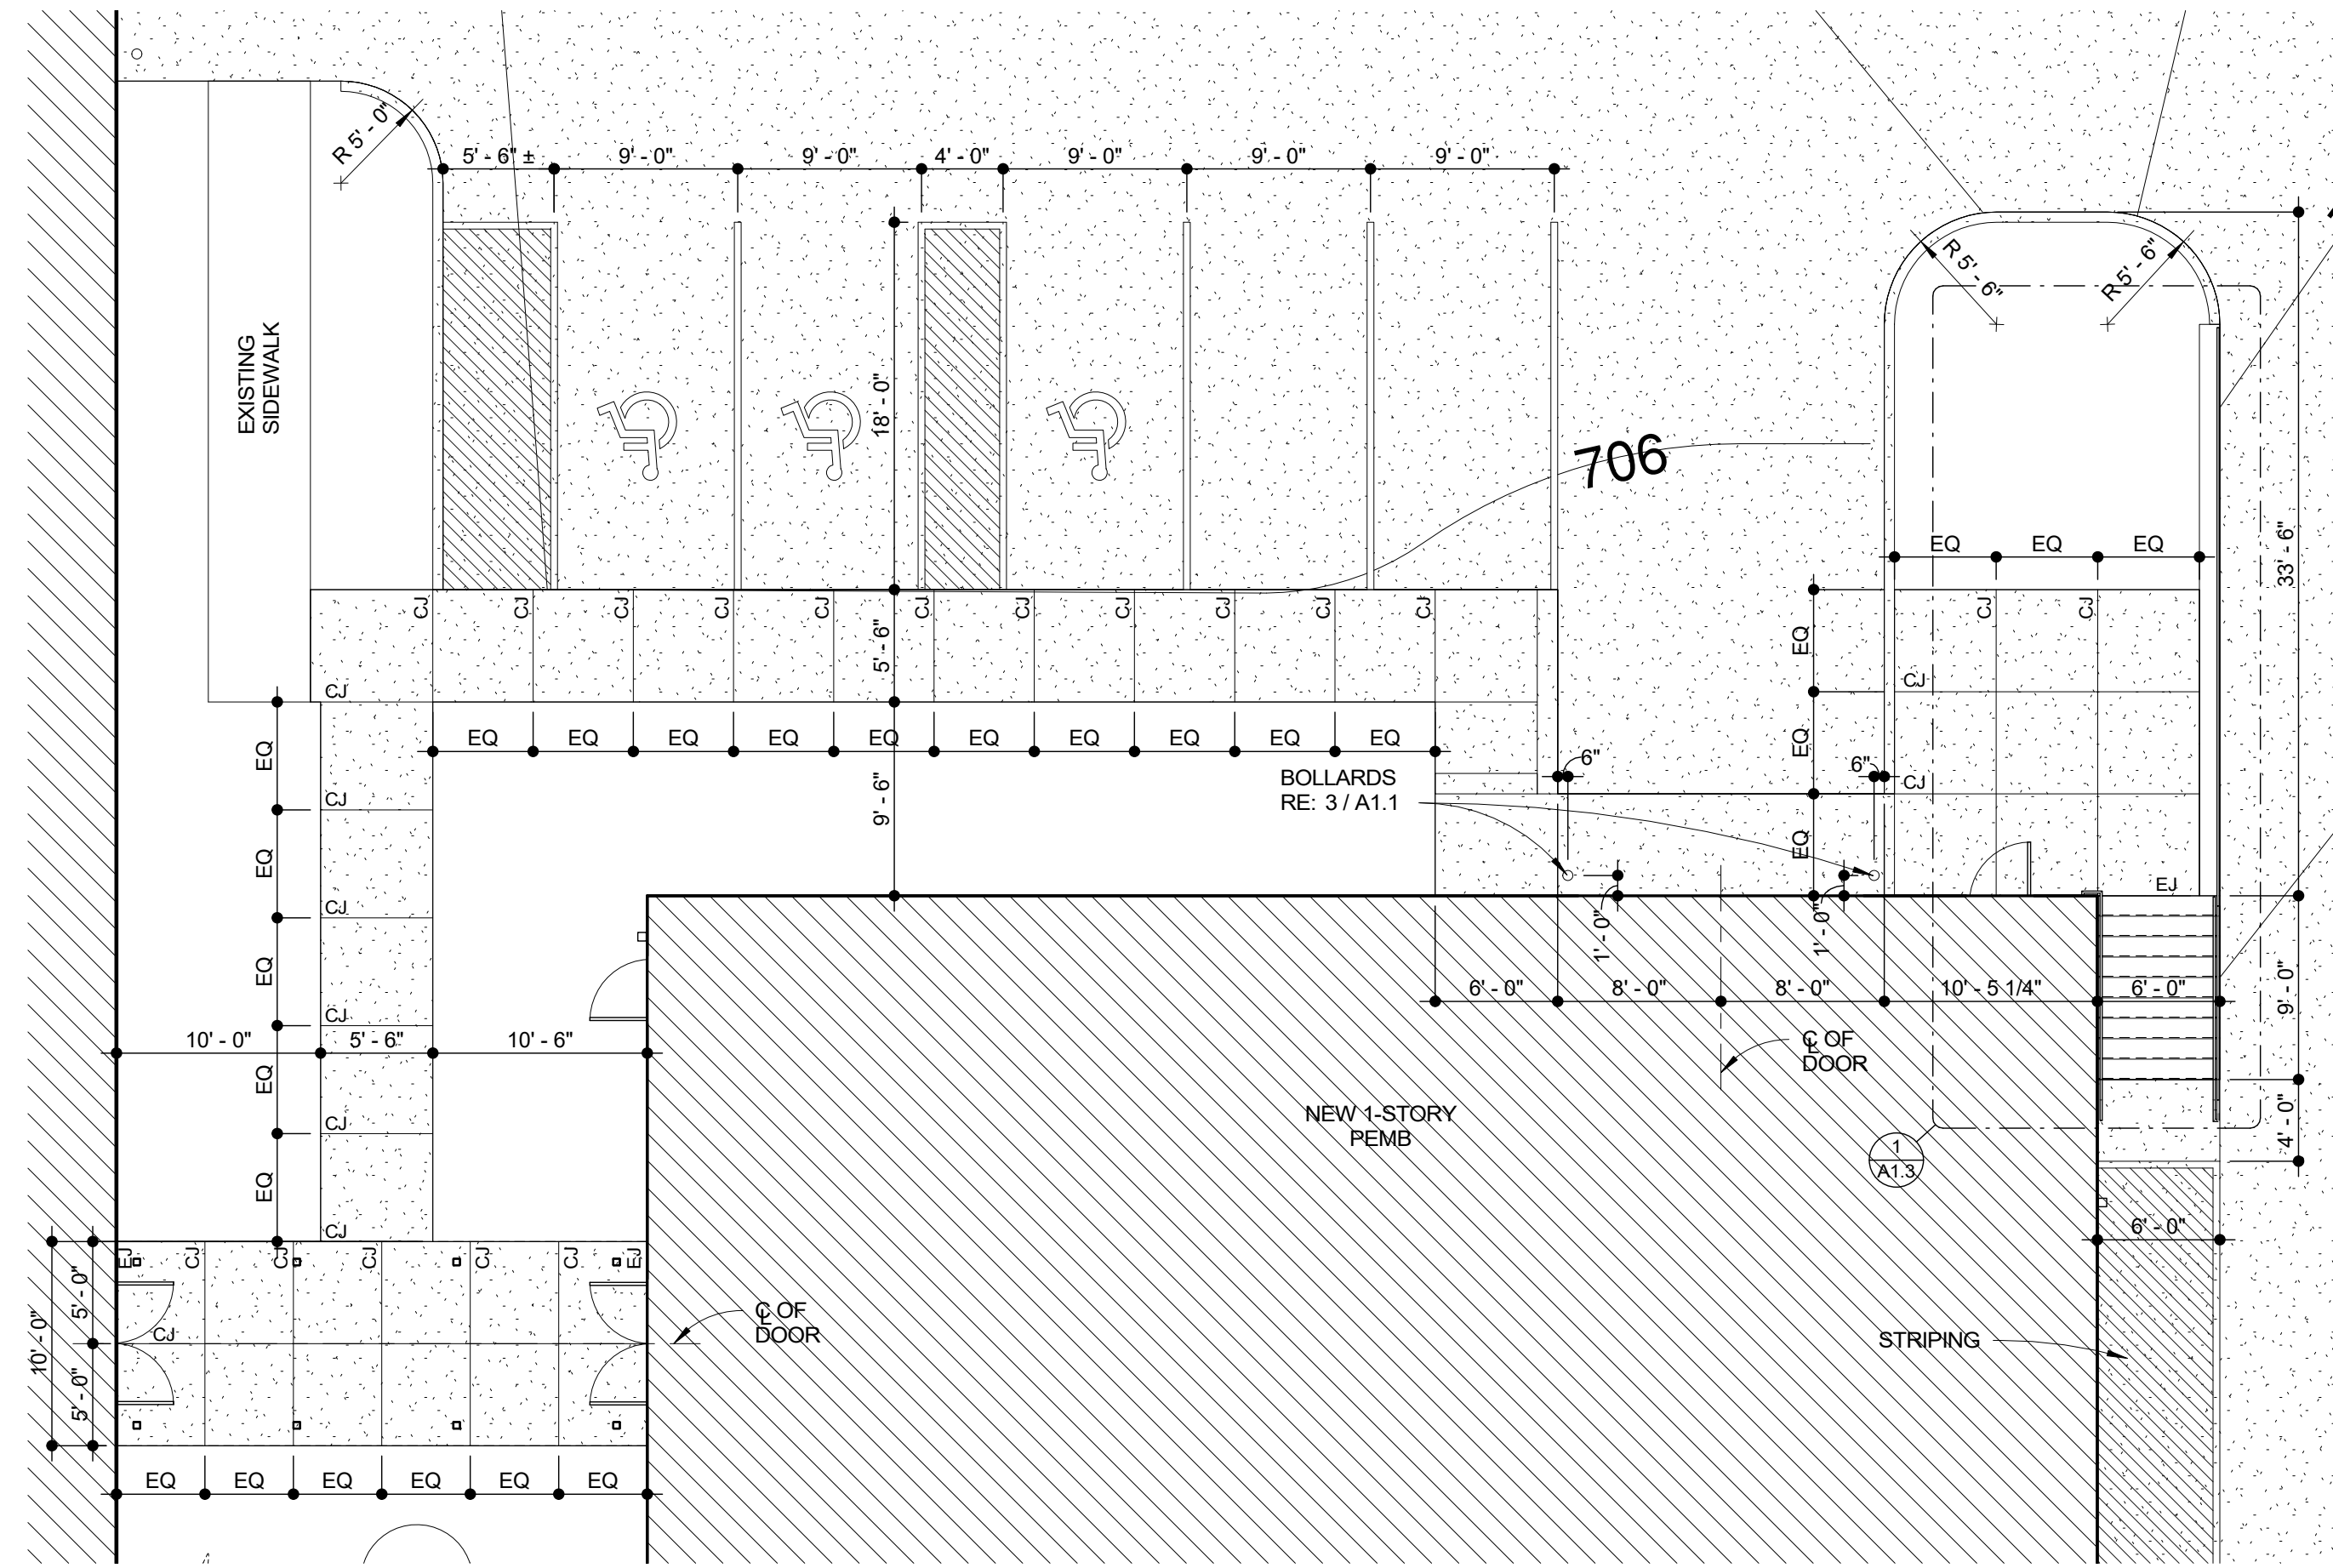 R 5' - 0"
5' - 6" ±
9' - 0"
9' - 0"
4' - 0"
9' - 0"
9' - 0"
9' - 0"
R 5' - 6"
R 5' - 6"
EXISTING
SIDEWALK
18' - 0"
706
33' - 6"
EQ
EQ
EQ
CJ
CJ
CJ
CJ
CJ
CJ
CJ
CJ
CJ
CJ
CJ
CJ
CJ
5' - 6"
EQ
CJ
CJ
EQ
EQ
EQ
EQ
EQ
EQ
EQ
EQ
EQ
EQ
EQ
EQ
BOLLARDS
RE: 3 / A1.1
6"
6"
CJ
CJ
9' - 6"
EQ
EQ
CJ
EJ
1' - 0"
1' - 0"
EQ
CJ
6' - 0"
8' - 0"
8' - 0"
10' - 5 1/4"
6' - 0"
9' - 0"
10' - 0"
5' - 6"
10' - 6"
℄ OF
DOOR
EQ
CJ
NEW 1-STORY
PEMB
4' - 0"
1
A1.3
EQ
CJ
6' - 0"
EJ
CJ
CJ
CJ
CJ
CJ
EJ
5' - 0"
10' - 0"
CJ
℄ OF
DOOR
STRIPING
5' - 0"
EQ
EQ
EQ
EQ
EQ
EQ